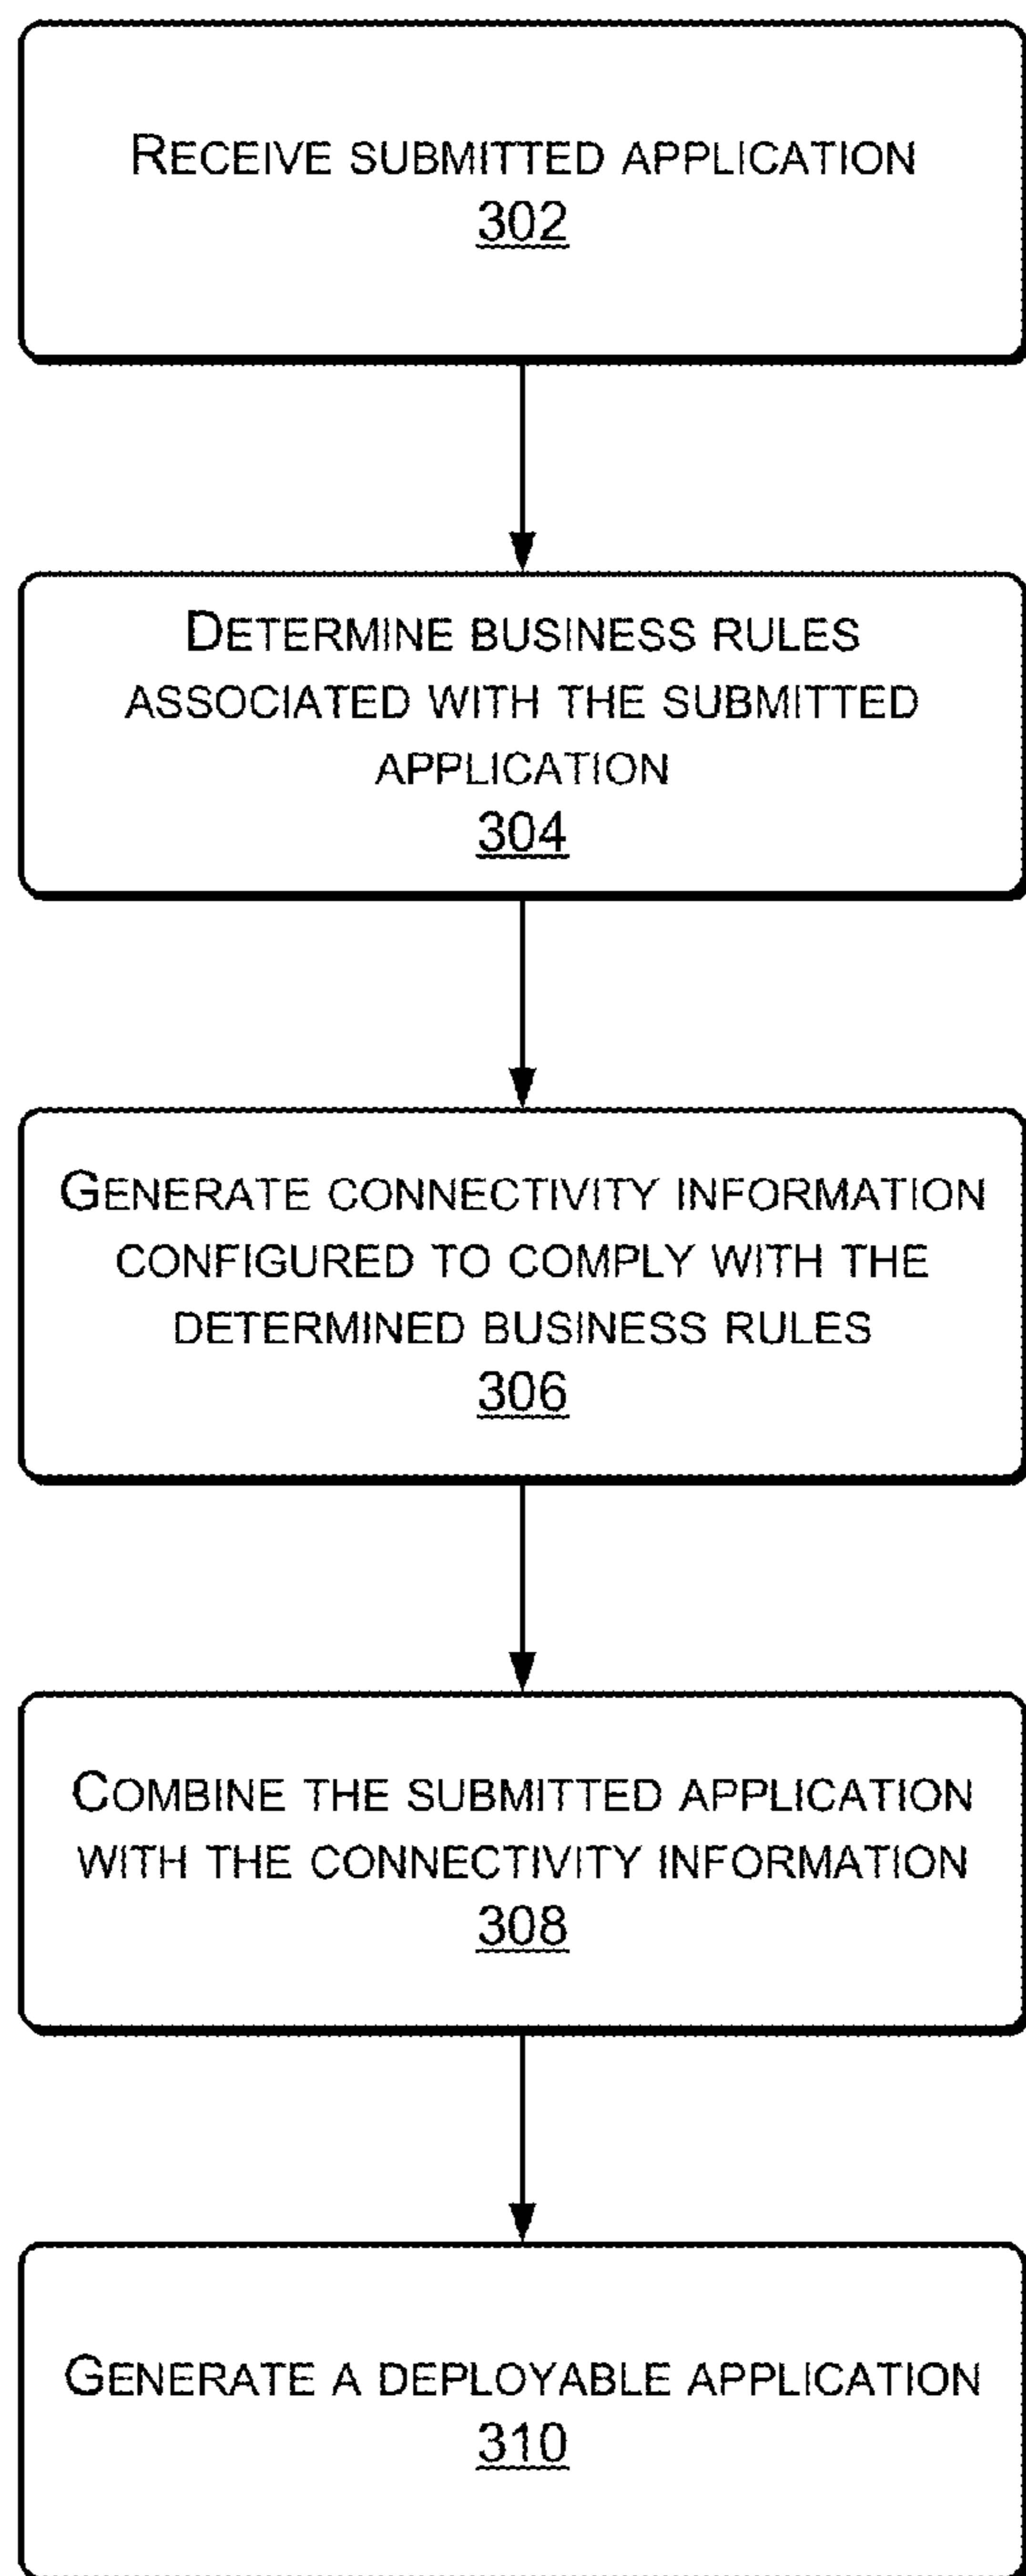 RECEIVE SUBMITTED APPLICATION
302
DETERMINE BUSINESS RULES
ASSOCIATED WITH THE SUBMITTED
APPLICATION
304
GENERATE CONNECTIVITY INFORMATION
CONFIGURED TO COMPLY WITH THE
DETERMINED BUSINESS RULES
306
COMBINE THE SUBMITTED APPLICATION
WITH THE CONNECTIVITY INFORMATION
308
GENERATE A DEPLOYABLE APPLICATION
310